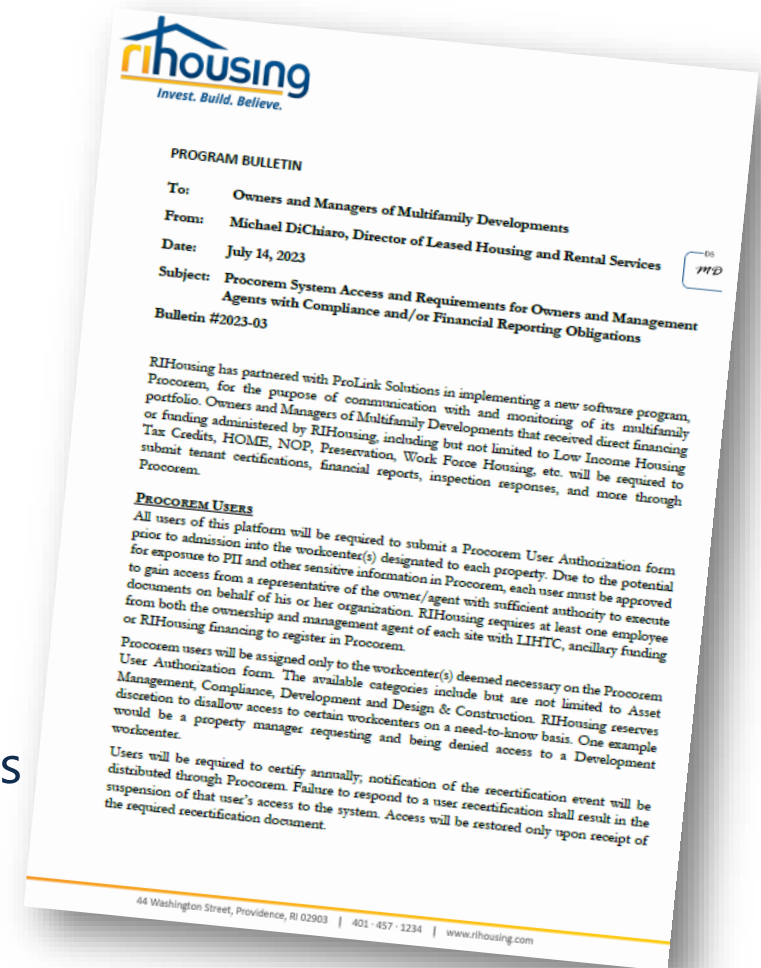 rihousing
Invest. Build. Believe.
PROGRAM BULLETIN
To: Owners and Managers of Multifamily Developments
From: Michael DiChiaro, Director of Leased Housing and Rental Services
DS
MD
Date: July 14, 2023
Subject: Procorem System Access and Requirements for Owners and Management
Agents with Compliance and/or Financial Reporting Obligations
Bulletin #2023-03
RIHousing has partnered with ProLink Solutions in implementing a new software program,
Procorem, for the purpose of communication with and monitoring of its multifamily
portfolio. Owners and Managers of Multifamily Developments that received direct financing
or funding administered by RIHousing, including but not limited to Low Income Housing
Tax Credits, HOME, NOP, Preservation, Work Force Housing, etc. will be required to
submit tenant certifications, financial reports, inspection responses, and more through
Procorem.
PROCOREM USERS
All users of this platform will be required to submit a Procorem User Authorization form
prior to admission into the workcenter(s) designated to each property. Due to the potential
for exposure to PII and other sensitive information in Procorem, each user must be approved
to gain access from a representative of the owner/agent with sufficient authority to execute
documents on behalf of his or her organization. RIHousing requires at least one employee
from both the ownership and management agent of each site with LIHTC, ancillary funding
or RIHousing financing to register in Procorem.
Procorem users will be assigned only to the workcenter(s) deemed necessary on the Procorem
User Authorization form. The available categories include but are not limited to Asset
Management, Compliance, Development and Design & Construction. RIHousing reserves
discretion to disallow access to certain workcenters on a need-to-know basis. One example
would be a property manager requesting and being denied access to a Development
workcenter.
Users will be required to certify annually; notification of the recertification event will be
distributed through Procorem. Failure to respond to a user recertification shall result in the
suspension of that user's access to the system. Access will be restored only upon receipt of
the required recertification document.
s
44 Washington Street, Providence, RI 02903 | 401 · 457 · 1234 | www.rihousing.com